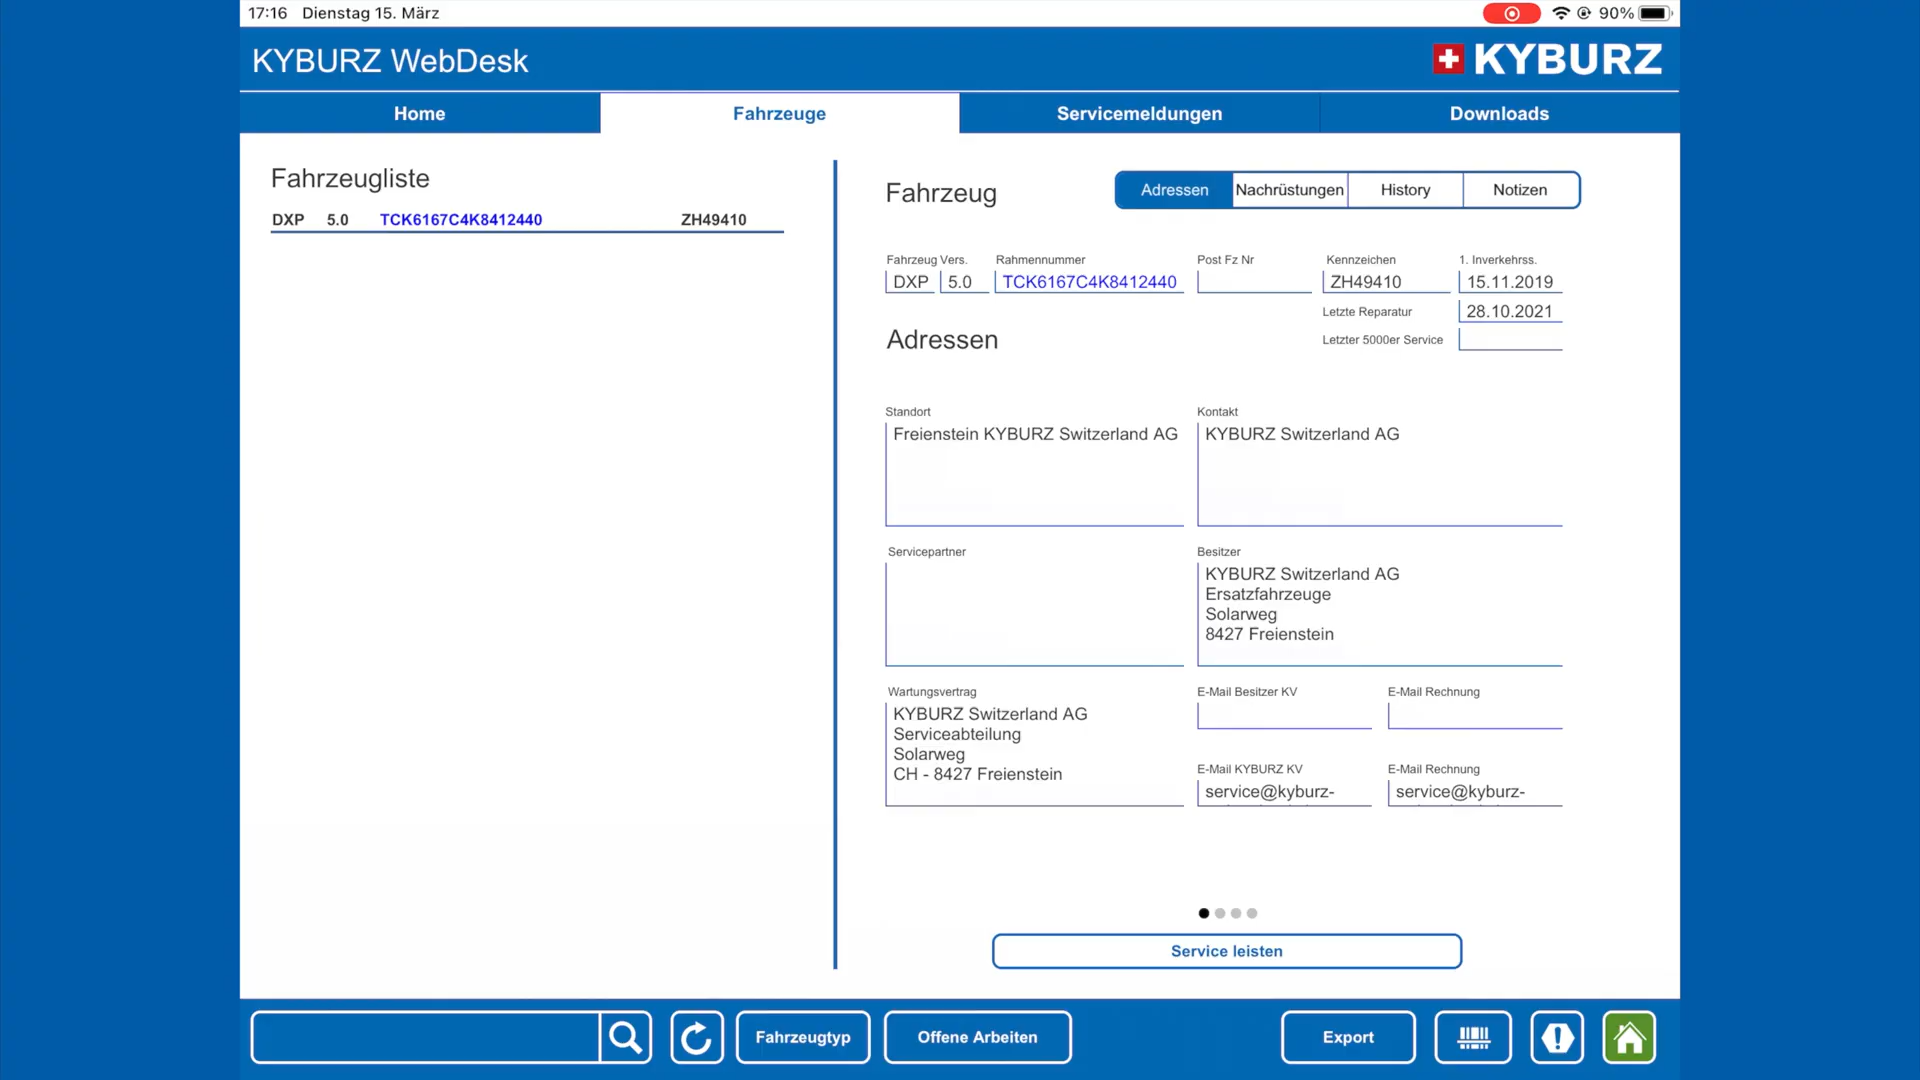 17:16 Dienstag 15. März
90%
KYBURZ WebDesk
KYBURZ
Home
Fahrzeuge
Servicemeldungen
Downloads
Fahrzeugliste
DXP 5.0 TCK6167C4K8412440 ZH49410
Fahrzeug
Adressen
Nachrüstungen
History
Notizen
Fahrzeug Vers. Rahmennummer Post Fz Nr Kennzeichen 1. Inverkehrss.
DXP 5.0 TCK6167C4K8412440 ZH49410 15.11.2019
Letzte Reparatur 28.10.2021
Letzter 5000er Service
Adressen
Standort
Freienstein KYBURZ Switzerland AG
Kontakt
KYBURZ Switzerland AG
Servicepartner
Besitzer
KYBURZ Switzerland AG
Ersatzfahrzeuge
Solarweg
8427 Freienstein
Wartungsvertrag
KYBURZ Switzerland AG
Serviceabteilung
Solarweg
CH - 8427 Freienstein
E-Mail Besitzer KV
E-Mail Rechnung
E-Mail KYBURZ KV
service@kyburz-
E-Mail Rechnung
service@kyburz-
Service leisten
Fahrzeugtyp
Offene Arbeiten
Export